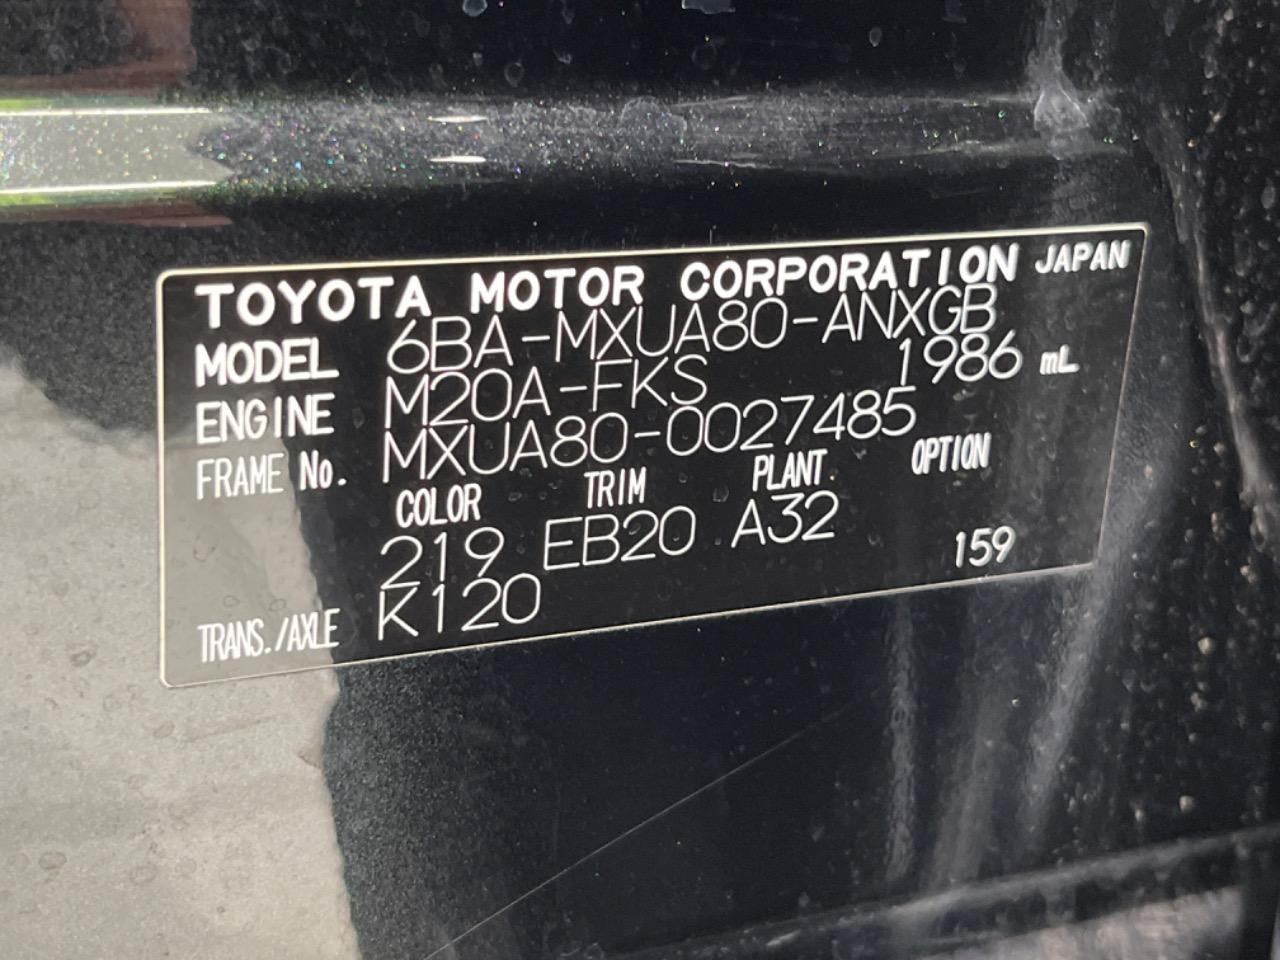 TOYOTA MOTOR CORPORATION JAPAN
MODEL 6BA-MXUA80-ANXGB
ENGINE M20A-FKS 1986 mL
FRAME No. MXUA80-0027485
COLOR TRIM PLANT OPTION
219 EB20 A32
TRANS./AXLE K120 159